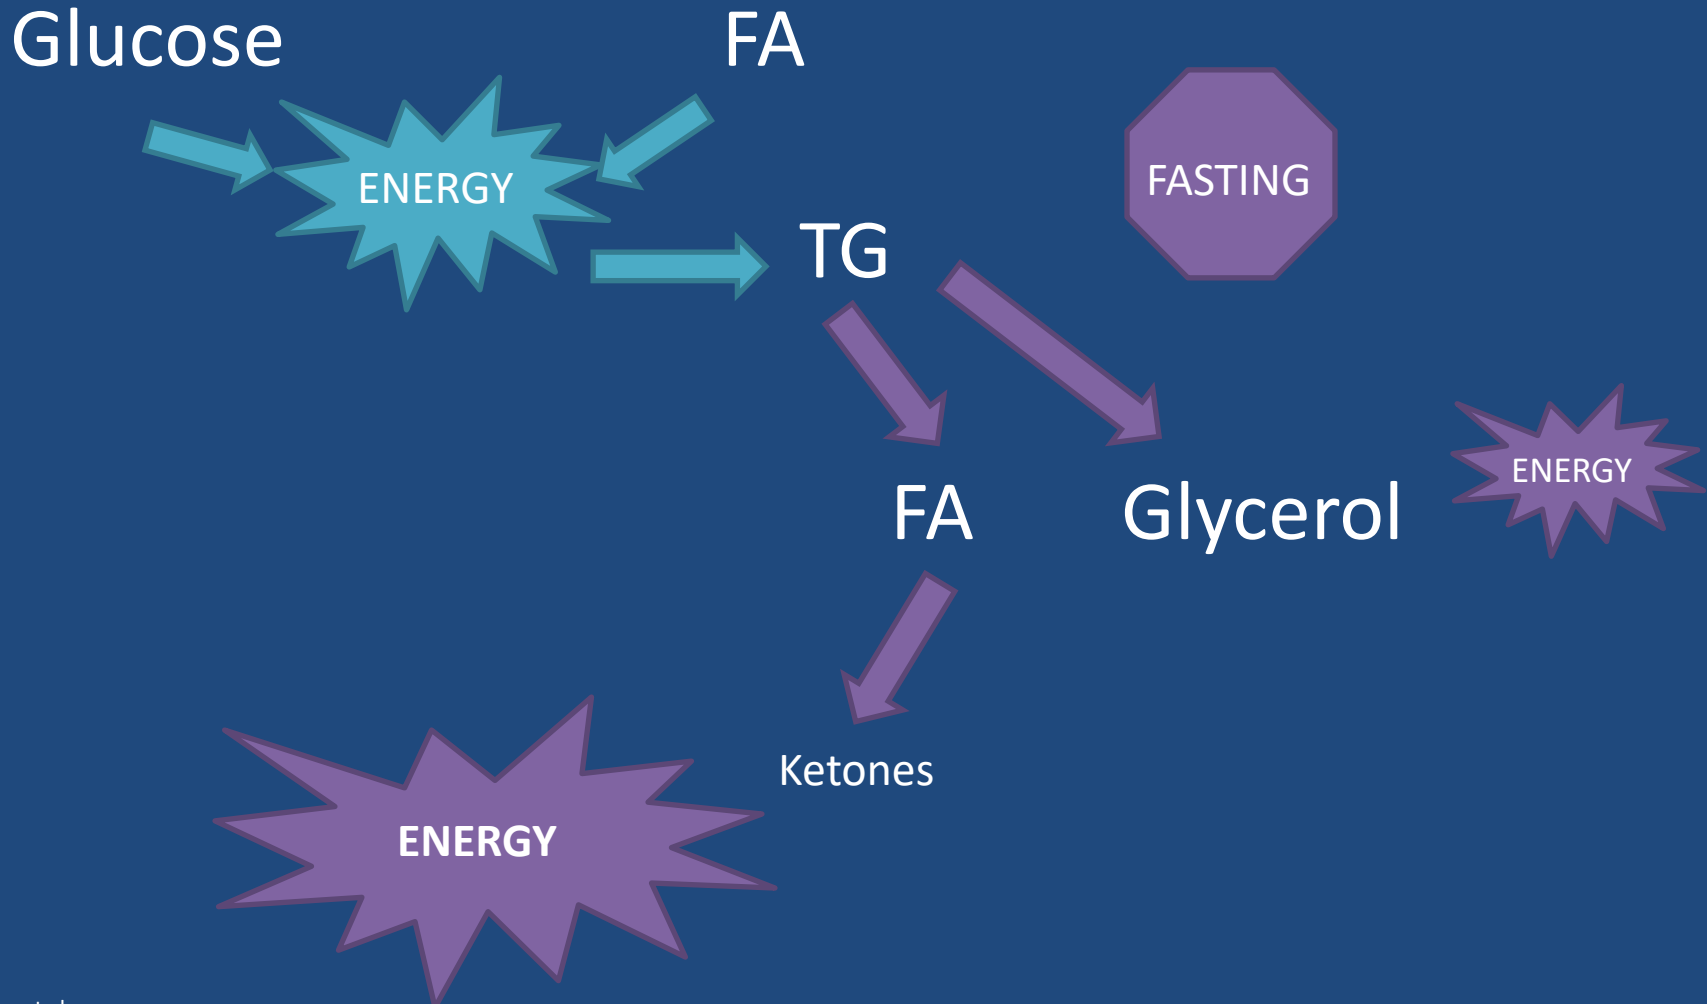 Glucose
FA
ENERGY
FASTING
TG
ENERGY
FA
Glycerol
Ketones
ENERGY